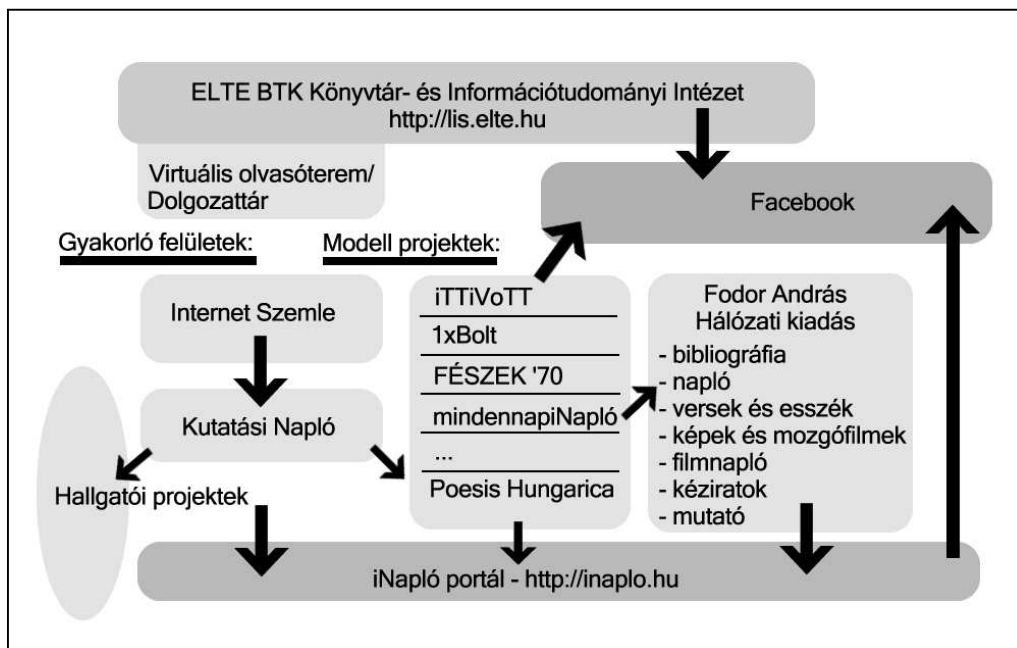 ELTE BTK Könyvtár- és Információtudományi Intézet
http://lis.elte.hu
Virtuális olvasóterem/
Dolgozattár
Facebook
Gyakorló felületek:
Modell projektek:
Internet Szemle
Kutatási Napló
Hallgatói projektek
iTTiVoTT
1xBolt
FÉSZEK '70
mindennapiNapló
...
Poesis Hungarica
Fodor András
Hálózati kiadás
- bibliográfia
- napló
- versek és esszék
- képek és mozgófilmek
- filmnapló
- kéziratok
- mutató
iNapló portál - http://inaplo.hu